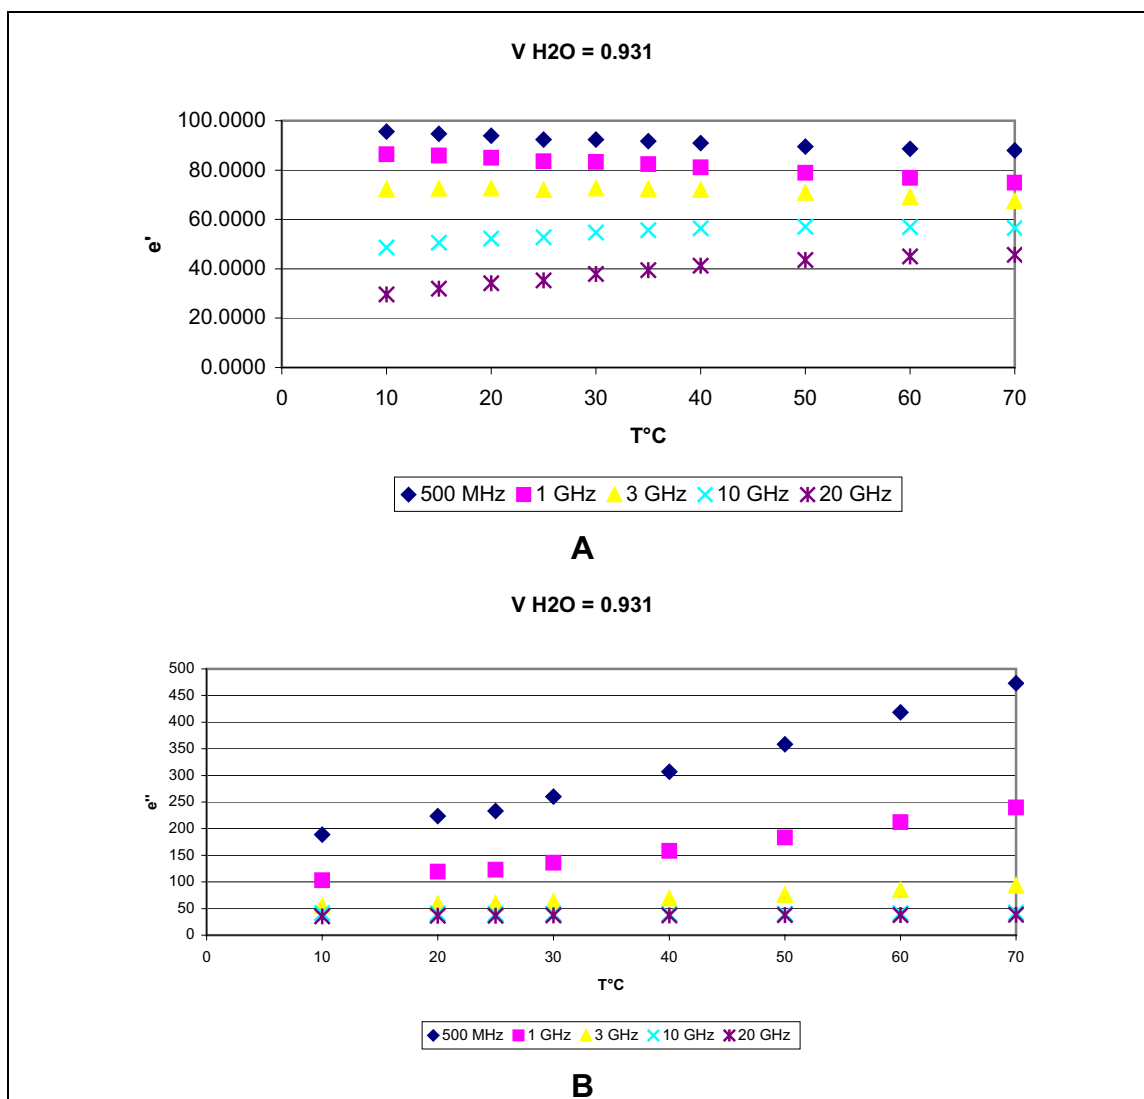 V H2O = 0.931
100.0000
80.0000
60.0000
40.0000
20.0000
0.0000
e'
0 10 20 30 40 50 60 70
T°C
500 MHz 1 GHz 3 GHz 10 GHz 20 GHz
A
V H2O = 0.931
500
450
400
350
300
250
200
150
100
50
0
e''
0 10 20 30 40 50 60 70
T°C
500 MHz 1 GHz 3 GHz 10 GHz 20 GHz
B